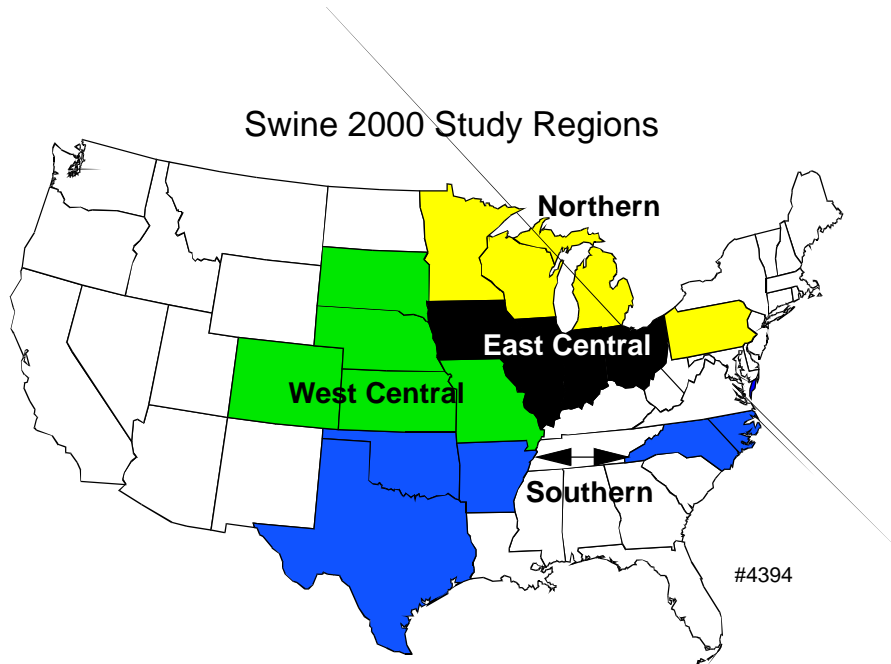 Swine 2000 Study Regions
Northern
East Central
West Central
Southern
#4394